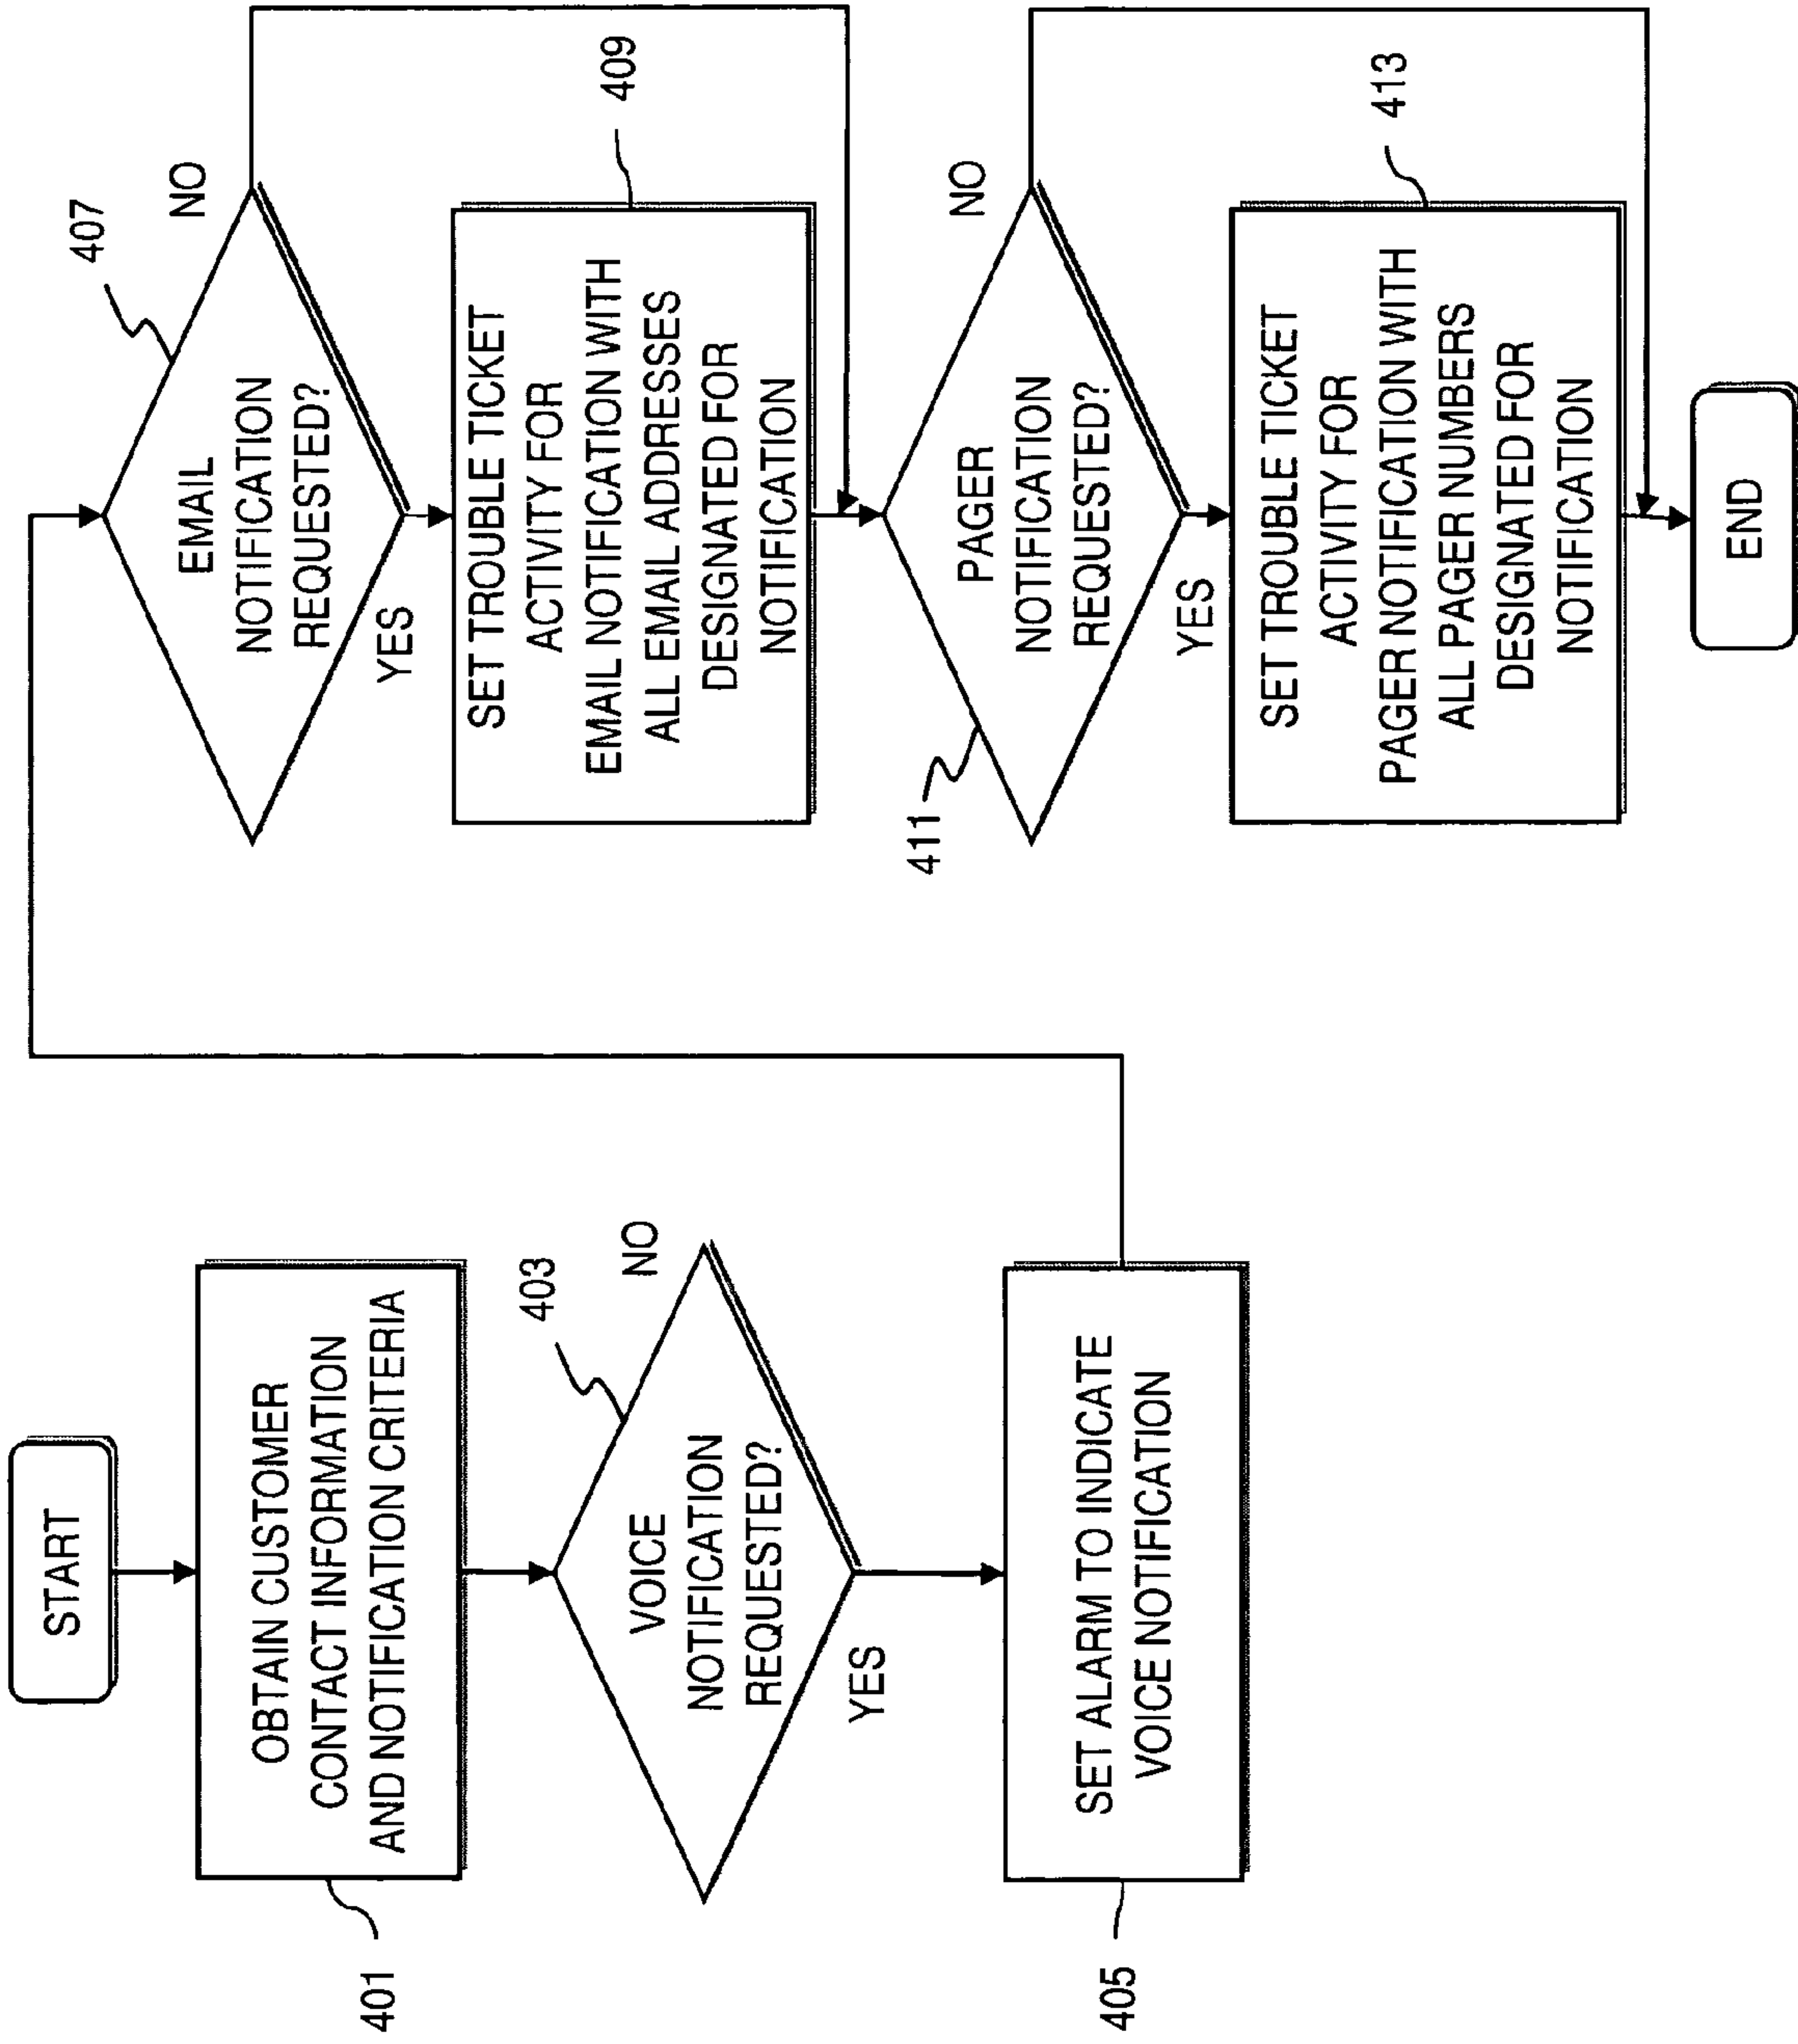 START
OBTAIN CUSTOMER
CONTACT INFORMATION
AND NOTIFICATION CRITERIA
401
403
VOICE
NOTIFICATION
REQUESTED?
NO
YES
SET ALARM TO INDICATE
VOICE NOTIFICATION
405
407
EMAIL
NOTIFICATION
REQUESTED?
NO
YES
SET TROUBLE TICKET
ACTIVITY FOR
EMAIL NOTIFICATION WITH
ALL EMAIL ADDRESSES
DESIGNATED FOR
NOTIFICATION
409
411
PAGER
NOTIFICATION
REQUESTED?
NO
YES
SET TROUBLE TICKET
ACTIVITY FOR
PAGER NOTIFICATION WITH
ALL PAGER NUMBERS
DESIGNATED FOR
NOTIFICATION
413
END